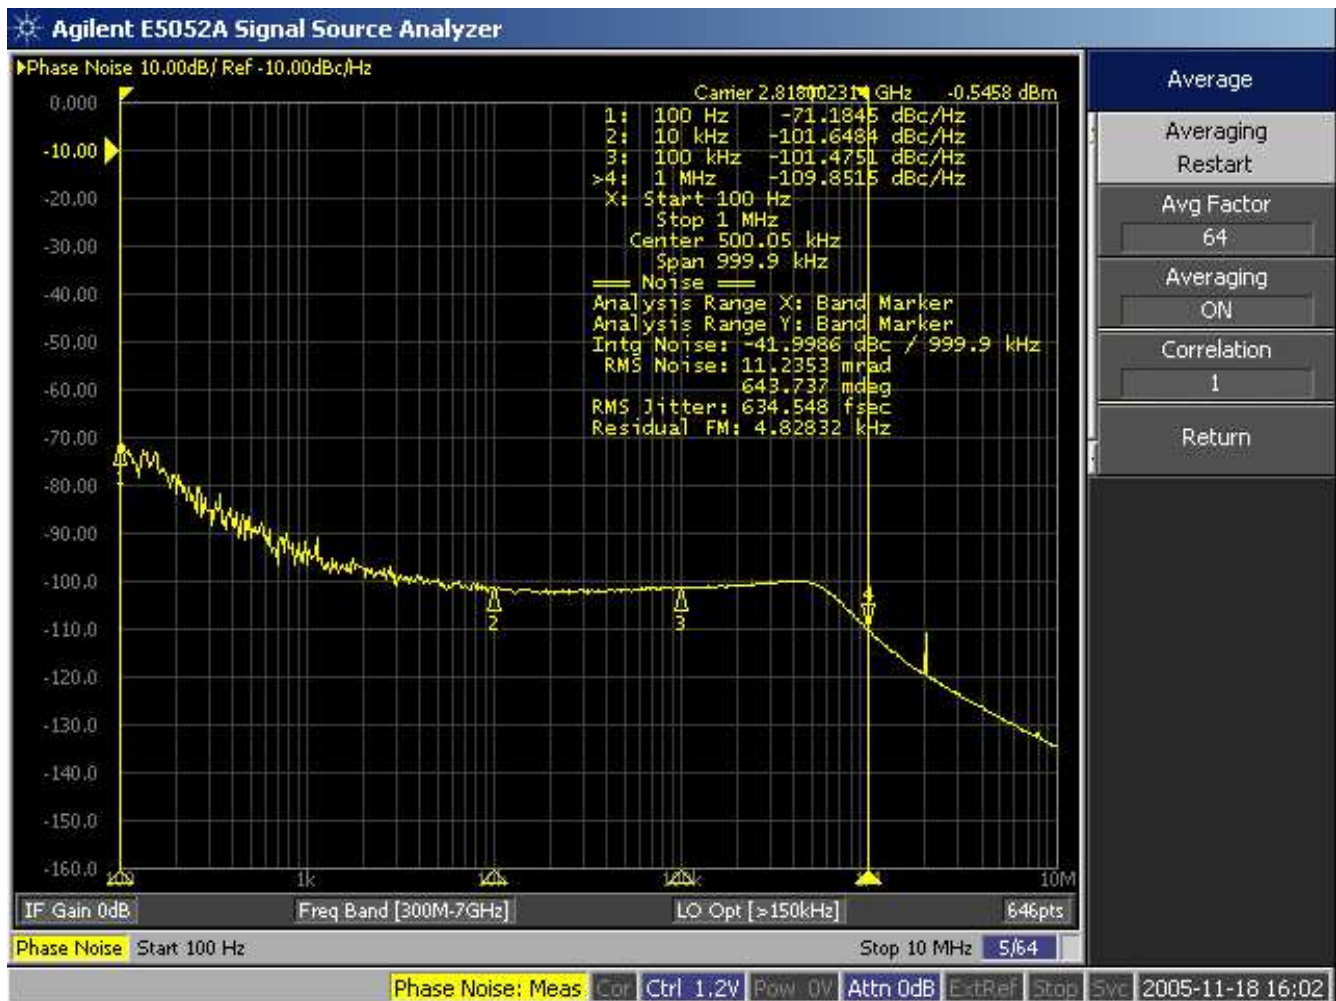 Agilent E5052A Signal Source Analyzer
Phase Noise 10.00dB/ Ref -10.00dBc/Hz
Carrier 2.81800231 GHz -0.5458 dBm
1: 100 Hz -71.1845 dBc/Hz
2: 10 kHz -101.6484 dBc/Hz
3: 100 kHz -101.4751 dBc/Hz
>4: 1 MHz -109.8515 dBc/Hz
X: Start 100 Hz
Stop 1 MHz
Center 500.05 kHz
Span 999.9 kHz
=== Noise ===
Analysis Range X: Band Marker
Analysis Range Y: Band Marker
Intg Noise: -41.9986 dBc / 999.9 kHz
RMS Noise: 11.2353 mrad
643.737 mdeg
RMS Jitter: 634.548 fsec
Residual FM: 4.82832 kHz
0.000
-10.00
-20.00
-30.00
-40.00
-50.00
-60.00
-70.00
-80.00
-90.00
-100.0
-110.0
-120.0
-130.0
-140.0
-150.0
-160.0
1
2
3
4
100
1k
10k
100k
10M
IF Gain 0dB
Freq Band [300M-7GHz]
LO Opt [>150kHz]
646pts
Phase Noise Start 100 Hz
Stop 10 MHz 5/64
Average
Averaging
Restart
Avg Factor
64
Averaging
ON
Correlation
1
Return
Phase Noise: Meas Cor Ctrl 1.2V Pow 0V Attn 0dB ExtRef Stop Svc 2005-11-18 16:02